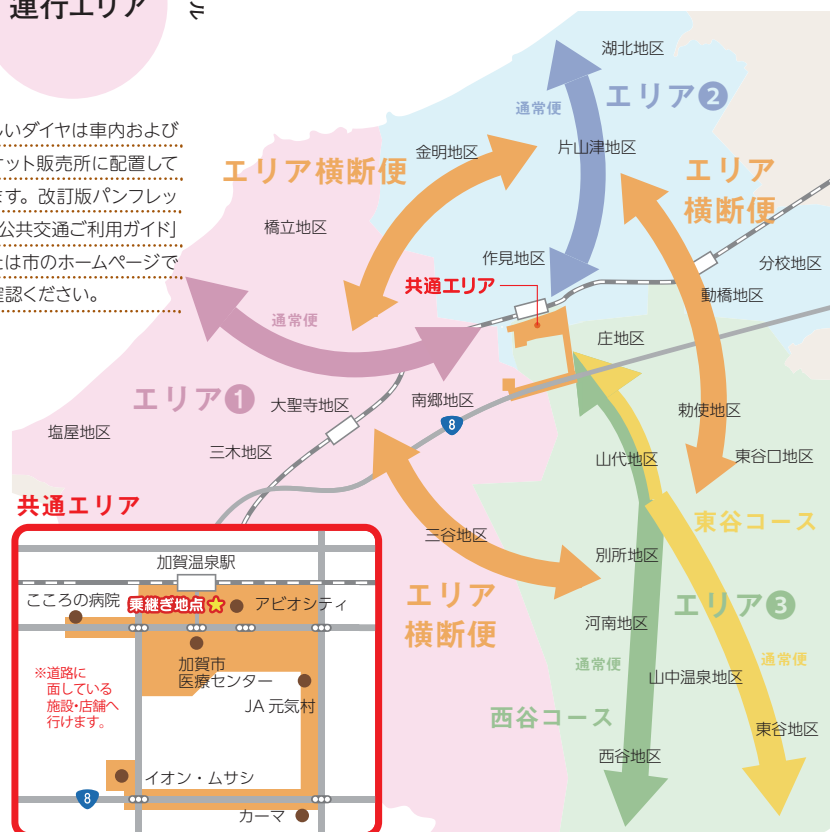 運行エリア
ル
しいダイヤは車内および
ケット販売所に配置して
ます。改訂版パンフレッ
公共交通ご利用ガイド」
は市のホームページで
確認ください。
湖北地区
エリア❷
通常便
片山津地区
金明地区
エリア横断便
エリア
横断便
橋立地区
作見地区
共通エリア
分校地区
動橋地区
通常便
庄地区
エリア❶
大聖寺地区
南郷地区
8
塩屋地区
三木地区
勅使地区
山代地区
東谷口地区
東谷コース
三谷地区
別所地区
エリア
横断便
エリア❸
河南地区
通常便
通常便
山中温泉地区
西谷コース
東谷地区
西谷地区
共通エリア
加賀温泉駅
こころの病院
乗継ぎ地点
アビオシティ
加賀市
医療センター
※道路に
面している
施設・店舗へ
行けます。
JA 元気村
イオン・ムサシ
8
カーマ